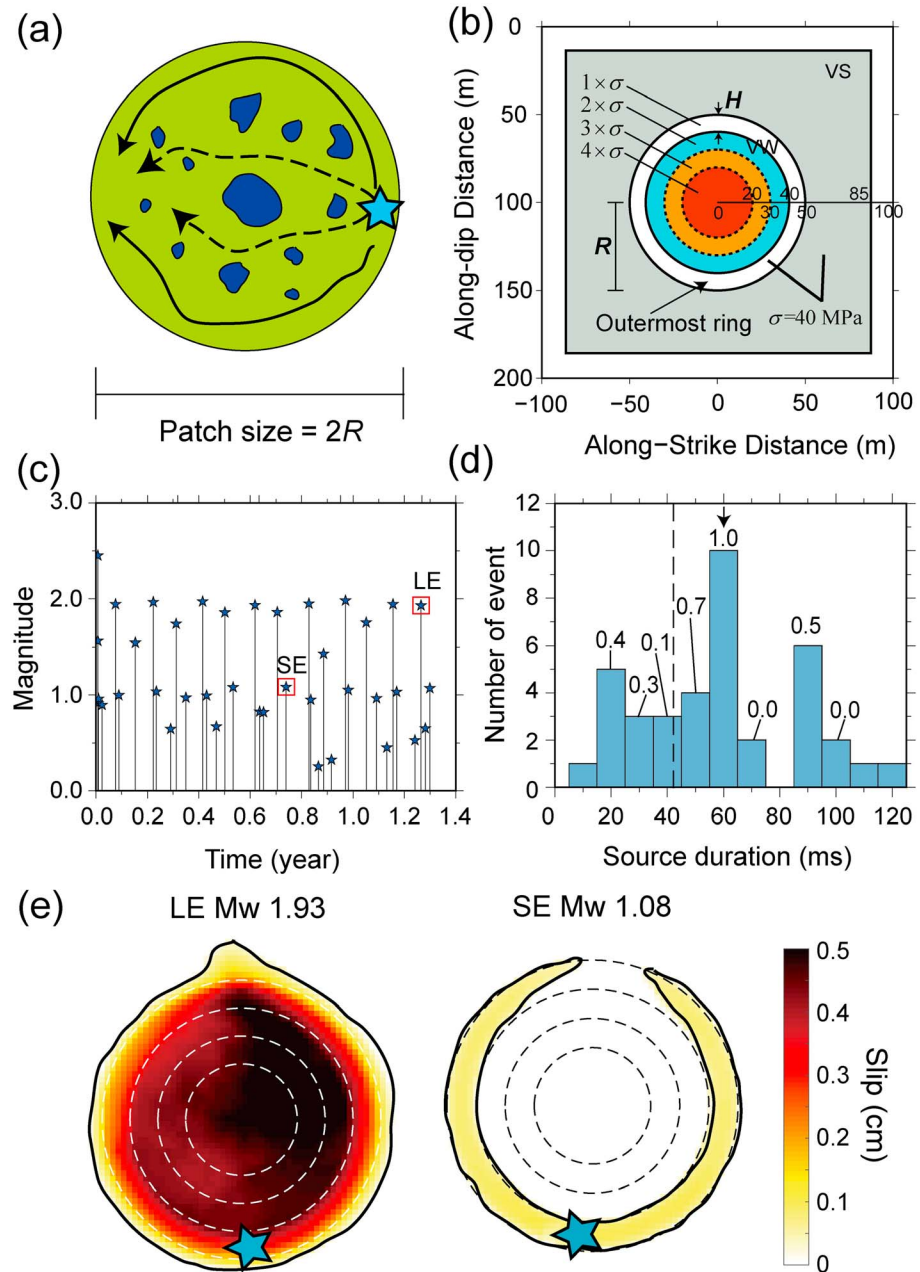 (a)
Patch size = 2R
(b)
Along-dip Distance (m)
0
50
100
150
200
−100
−50
0
50
100
Along−Strike Distance (m)
VS
1×σ
2×σ
3×σ
4×σ
H
VW
20
40
85
0
30
50
100
R
Outermost ring
σ=40 MPa
(c)
Magnitude
3.0
2.0
1.0
0.0
0.0
0.2
0.4
0.6
0.8
1.0
1.2
1.4
Time (year)
SE
LE
(d)
Number of event
12
10
8
6
4
2
0
0
20
40
60
80
100
120
Source duration (ms)
0.4
0.3
0.1
0.7
1.0
0.0
0.5
0.0
(e)
LE Mw 1.93
SE Mw 1.08
0.5
0.4
0.3
0.2
0.1
0
Slip (cm)